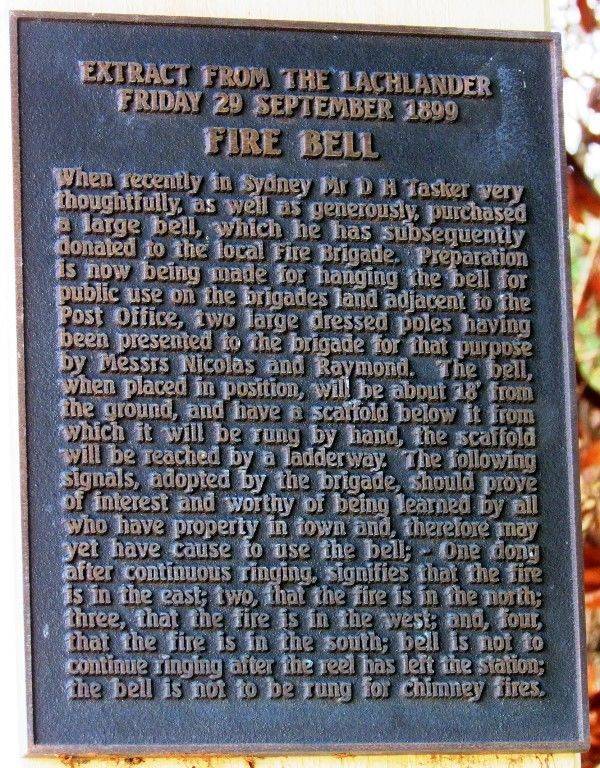 EXTRACT FROM THE LACHLANDER
FRIDAY 29 SEPTEMBER 1899
FIRE BELL
When recently in Sydney Mr D H Tasker very
thoughtfully, as well as generously, purchased
a large bell, which he has subsequently
donated to the local Fire Brigade. Preparation
is now being made for hanging the bell for
public use on the brigades land adjacent to the
Post Office, two large dressed poles having
been presented to the brigade for that purpose
by Messrs Nicolas and Raymond. The bell,
when placed in position, will be about 18' from
the ground, and have a scaffold below it from
which it will be rung by hand, the scaffold
will be reached by a ladderway. The following
signals, adopted by the brigade, should prove
of interest and worthy of being learned by all
who have property in town and, therefore may
yet have cause to use the bell; - One dong
after continuous ringing, signifies that the fire
is in the east; two, that the fire is in the north;
three, that the fire is in the west; and, four,
that the fire is in the south; bell is not to
continue ringing after the reel has left the station;
the bell is not to be rung for chimney fires.